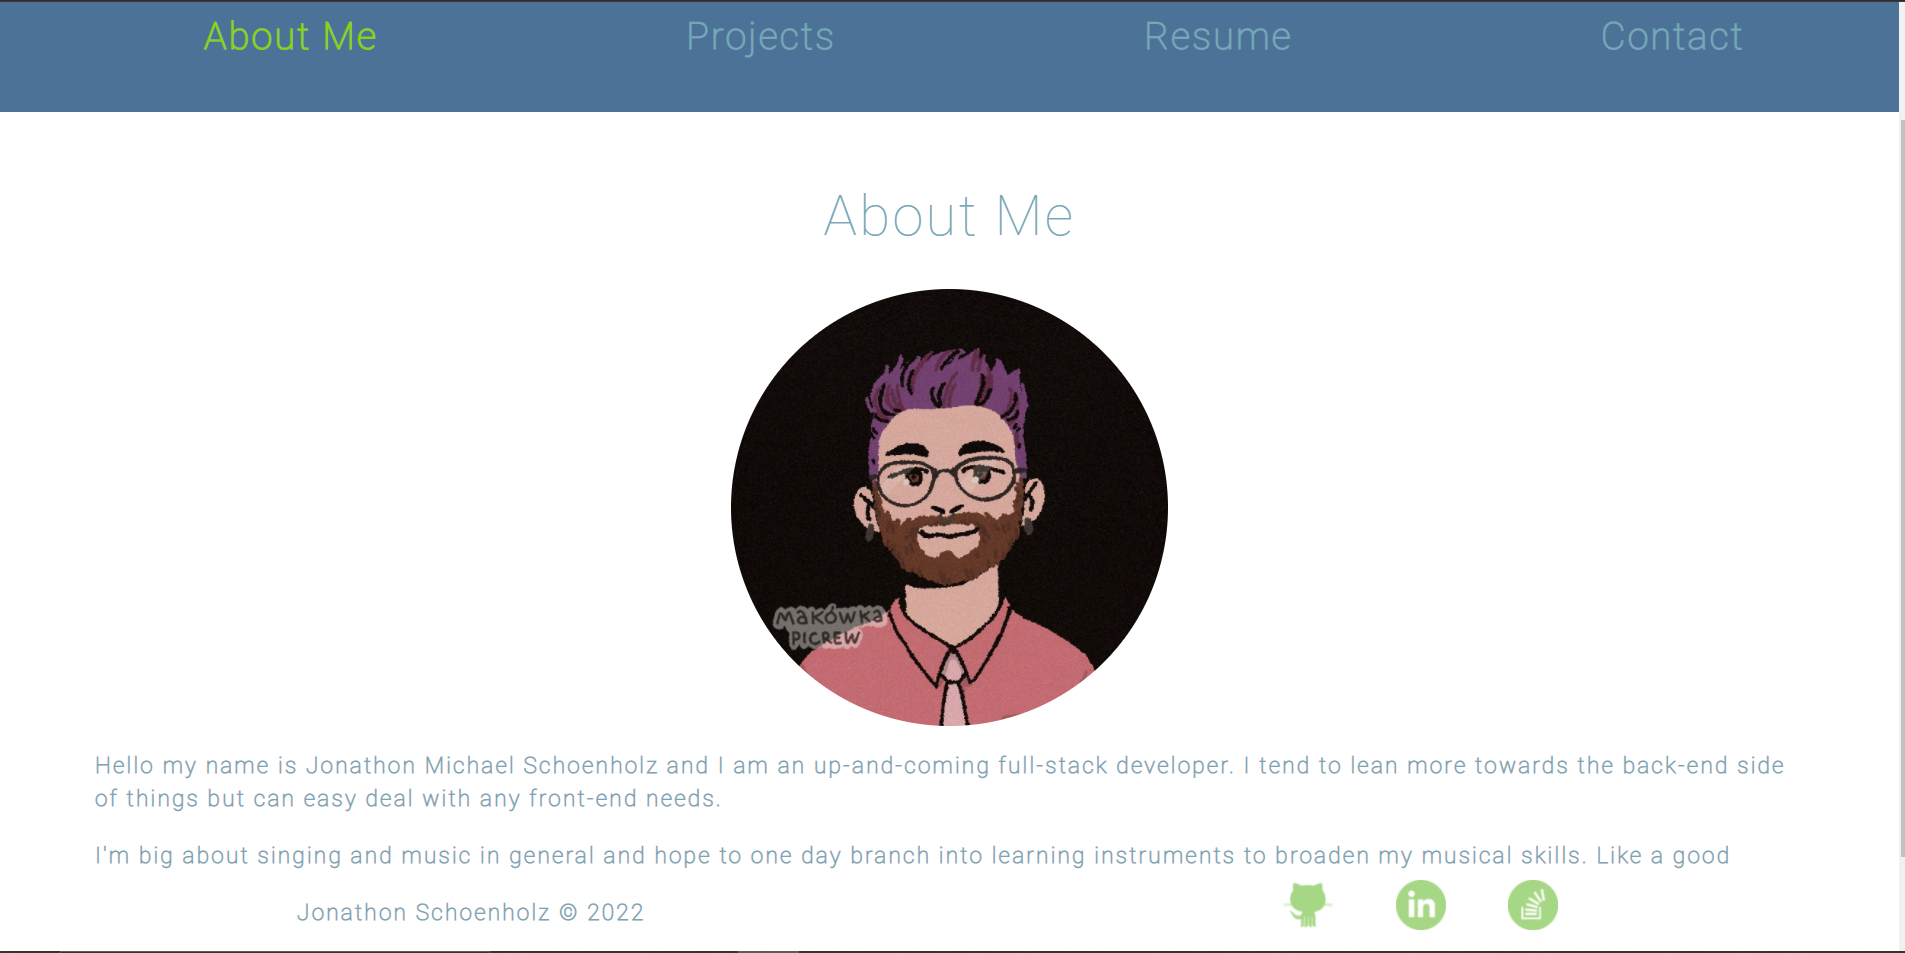 About Me Projects Resume Contact
About Me
MAKÓWKA
PICREW
Hello my name is Jonathon Michael Schoenholz and I am an up-and-coming full-stack developer. I tend to lean more towards the back-end side
of things but can easy deal with any front-end needs.
I'm big about singing and music in general and hope to one day branch into learning instruments to broaden my musical skills. Like a good
Jonathon Schoenholz © 2022
in